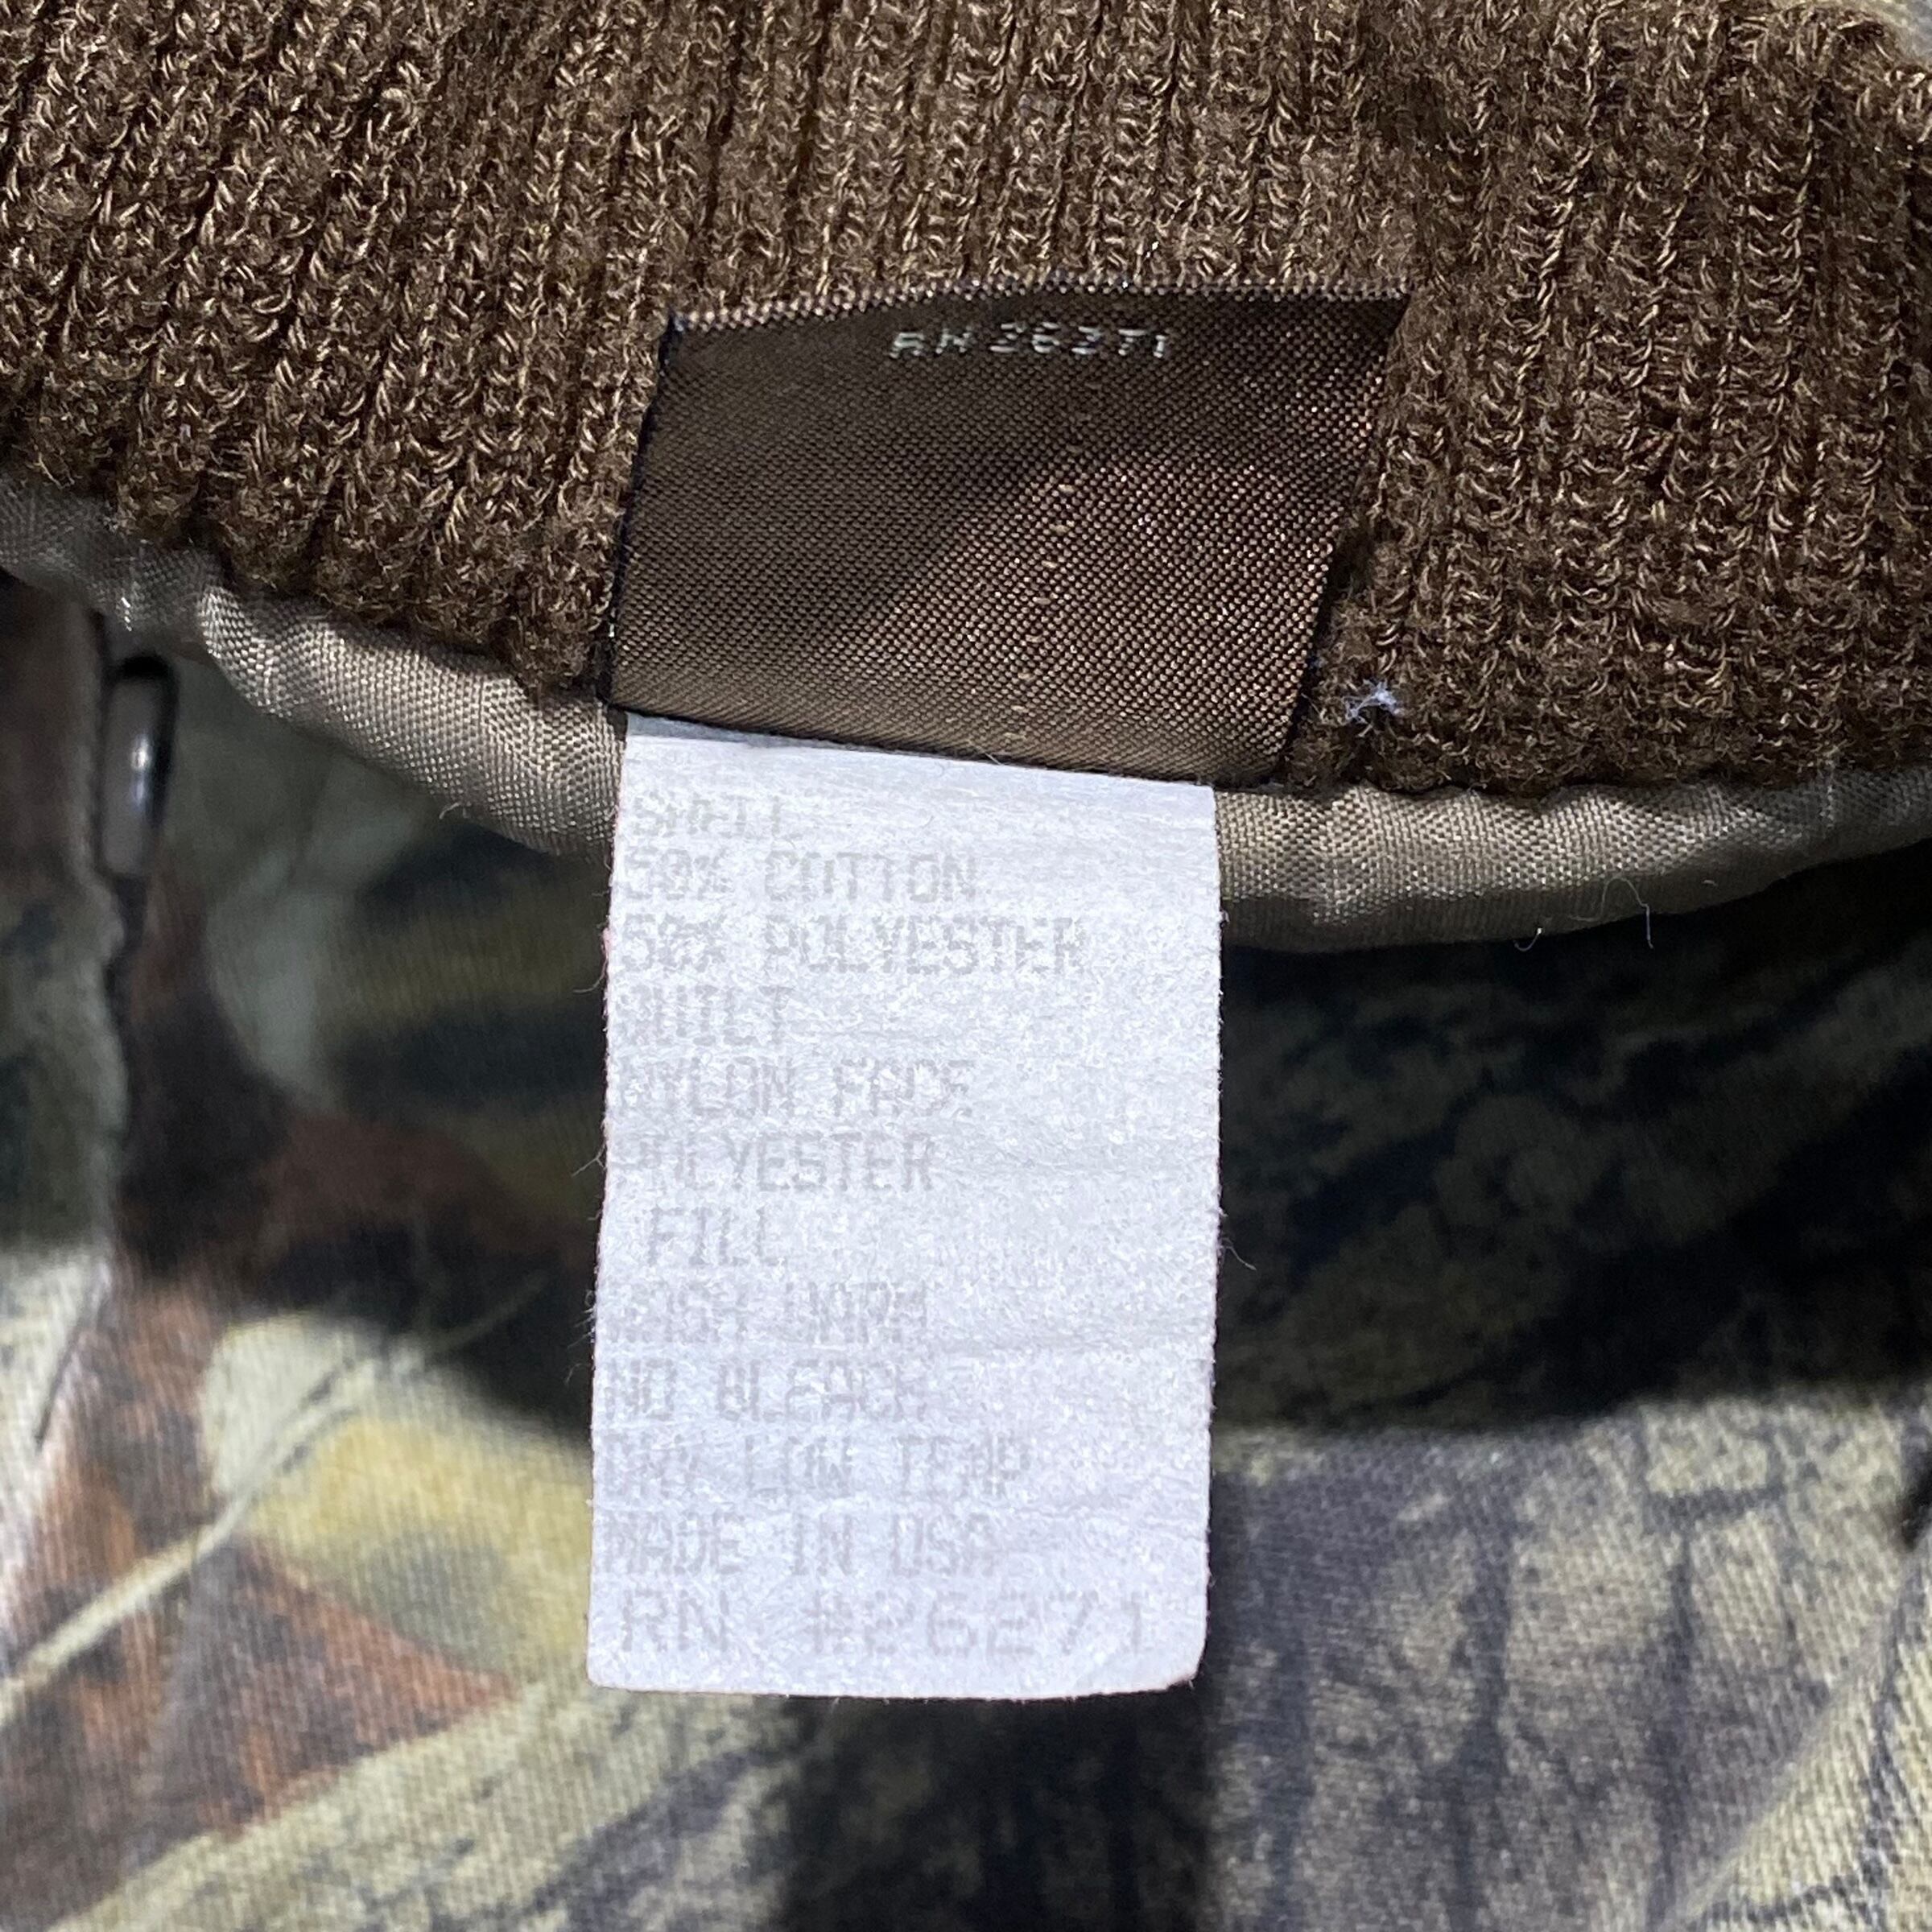 RN 26271
SHELL
50% COTTON
50% POLYESTER
QUILT
NYLON FACE
POLYESTER
FILL
WASH WARM
NO BLEACH
DRY LOW TEMP
MADE IN USA
RN #26271